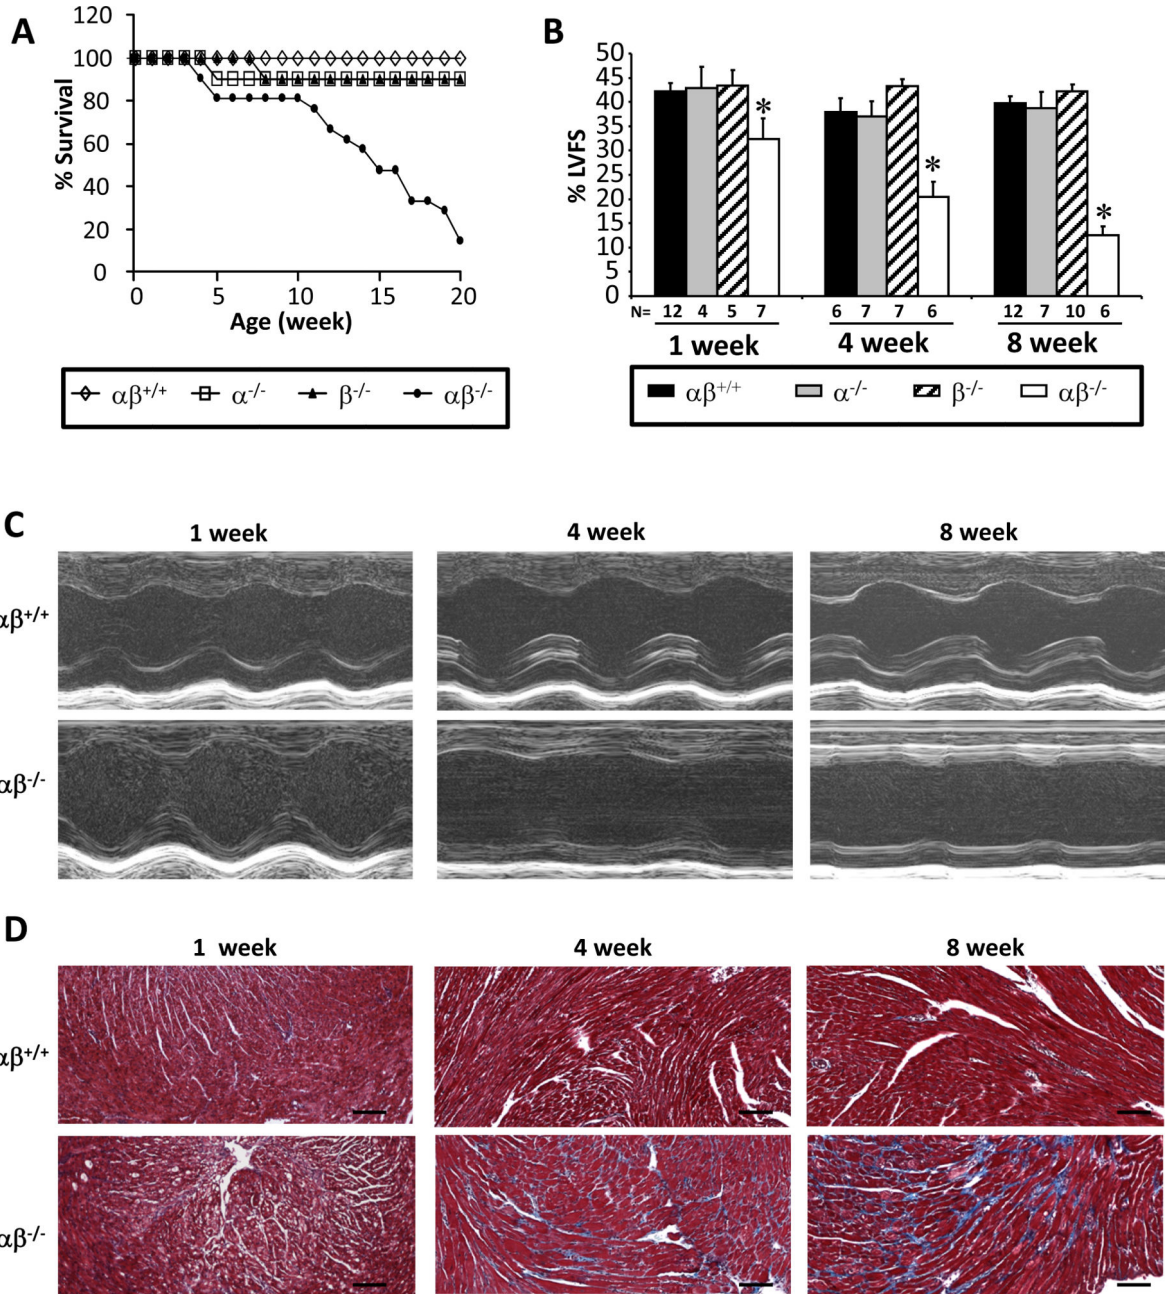 A
120
100
80
60
40
20
0
% Survival
0 5 10 15 20
Age (week)
αβ+/+ α-/- β-/- αβ-/-
B
50
45
40
35
30
25
20
15
10
5
0
% LVFS
* * *
N= 12 4 5 7 6 7 7 6 12 7 10 6
1 week 4 week 8 week
αβ+/+ α-/- β-/- αβ-/-
C
1 week 4 week 8 week
αβ+/+
αβ-/-
D
1 week 4 week 8 week
αβ+/+
αβ-/-